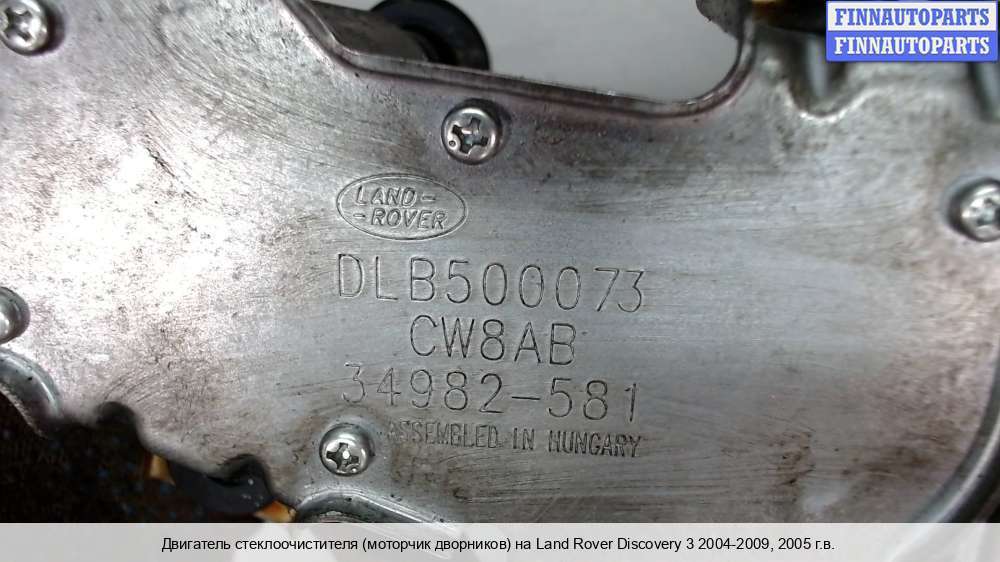 FINNAUTOPARTS
FINNAUTOPARTS
LAND-
-ROVER
DLB500073
CW8AB
34982-581
ASSEMBLED IN HUNGARY
Двигатель стеклоочистителя (моторчик дворников) на Land Rover Discovery 3 2004-2009, 2005 г.в.